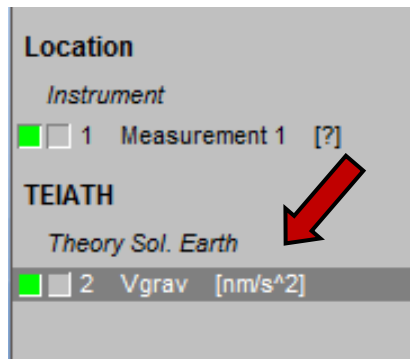 Location
Instrument
1 Measurement 1 [?]
TEIATH
Theory Sol. Earth
2 Vgrav [nm/s^2]